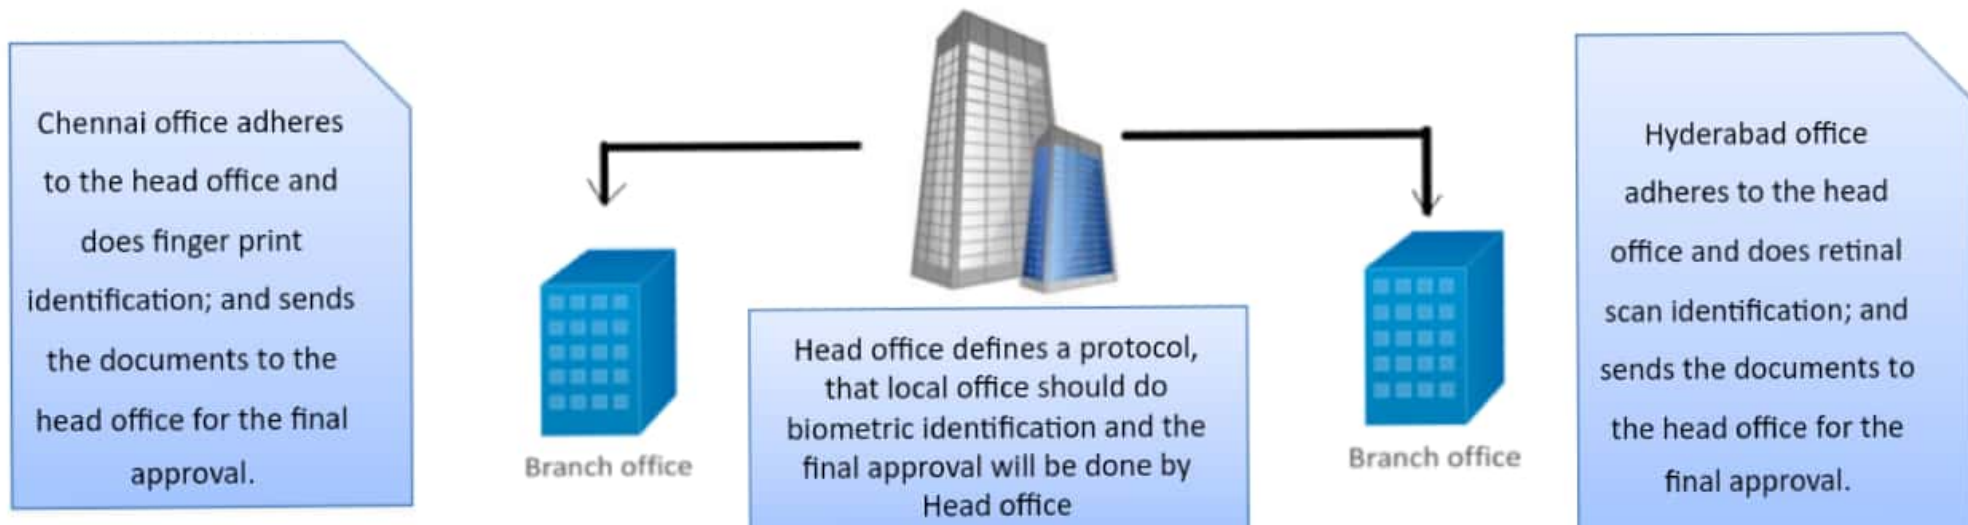 Chennai office adheres
to the head office and
does finger print
identification; and sends
the documents to the
head office for the final
approval.
Branch office
Head office defines a protocol,
that local office should do
biometric identification and the
final approval will be done by
Head office
Branch office
Hyderabad office
adheres to the head
office and does retinal
scan identification; and
sends the documents to
the head office for the
final approval.